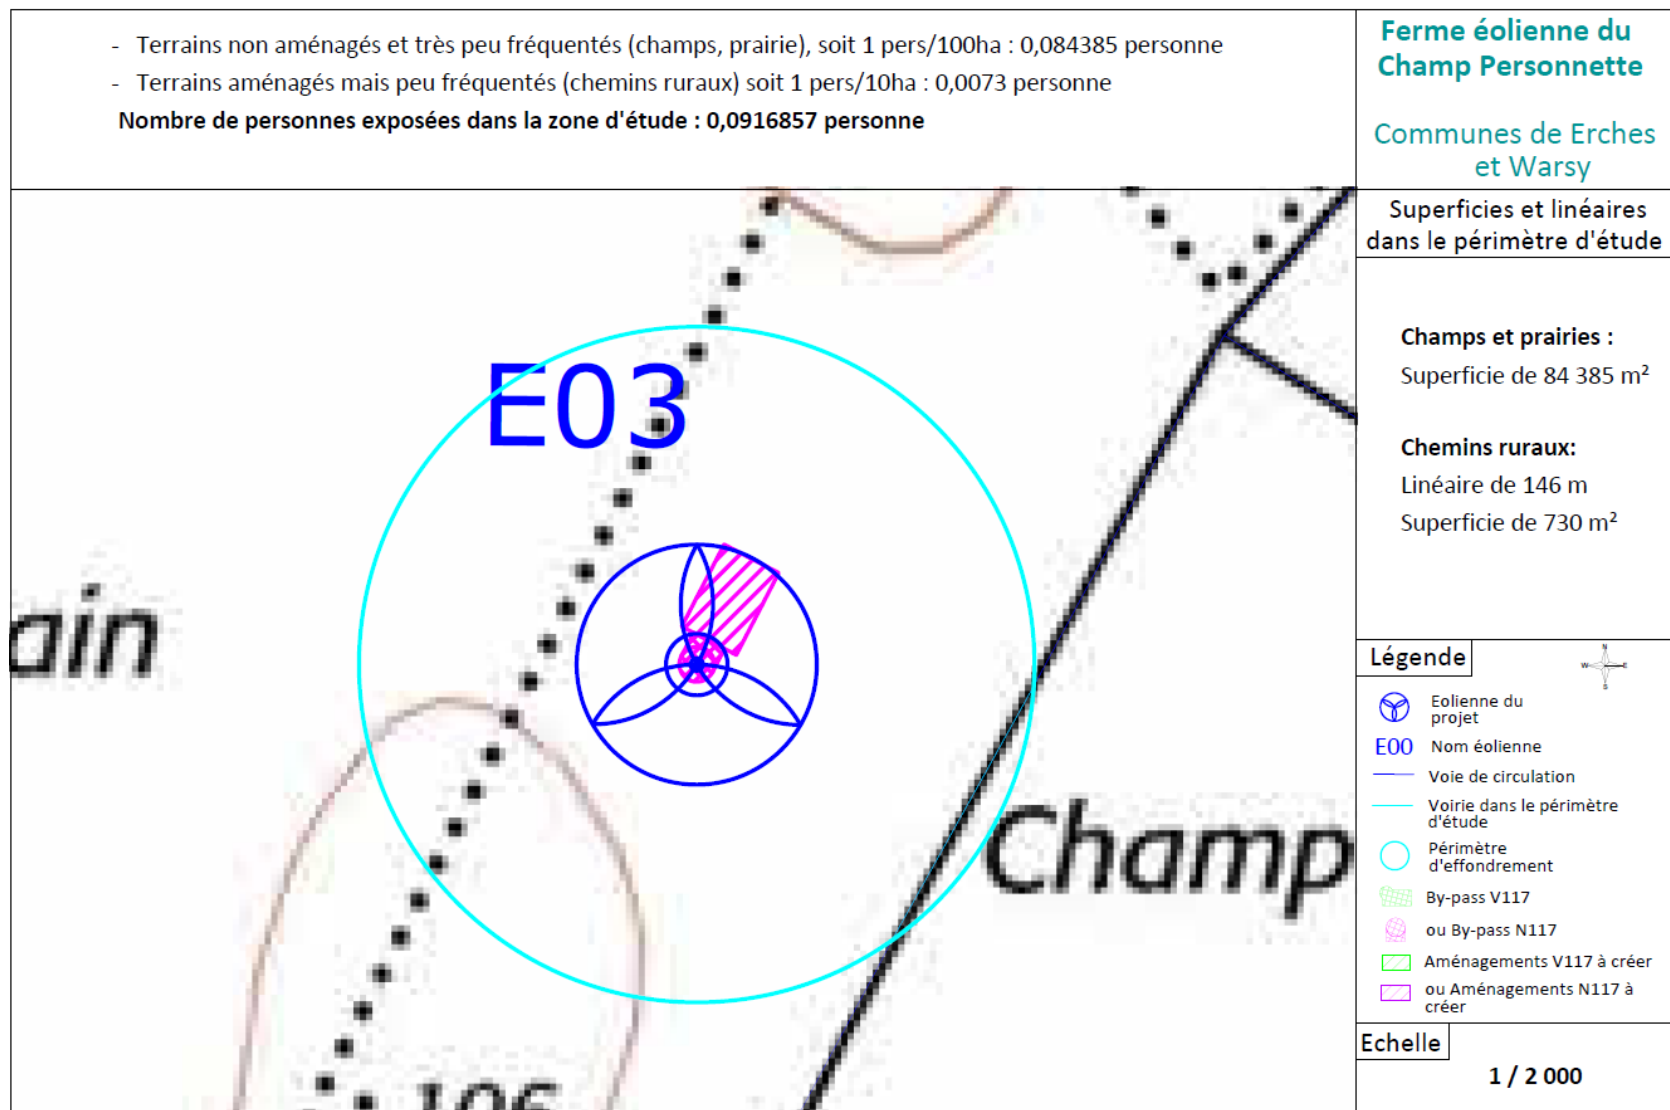 - Terrains non aménagés et très peu fréquentés (champs, prairie), soit 1 pers/100ha : 0,084385 personne
- Terrains aménagés mais peu fréquentés (chemins ruraux) soit 1 pers/10ha : 0,0073 personne
Nombre de personnes exposées dans la zone d'étude : 0,0916857 personne
Ferme éolienne du
Champ Personnette
Communes de Erches
et Warsy
Superficies et linéaires
dans le périmètre d'étude
Champs et prairies :
Superficie de 84 385 m²
Chemins ruraux:
Linéaire de 146 m
Superficie de 730 m²
E03
ain
Champ
106
Légende
N
W E
S
Eolienne du
projet
E00 Nom éolienne
Voie de circulation
Voirie dans le périmètre
d'étude
Périmètre
d'effondrement
By-pass V117
ou By-pass N117
Aménagements V117 à créer
ou Aménagements N117 à
créer
Echelle
1 / 2 000